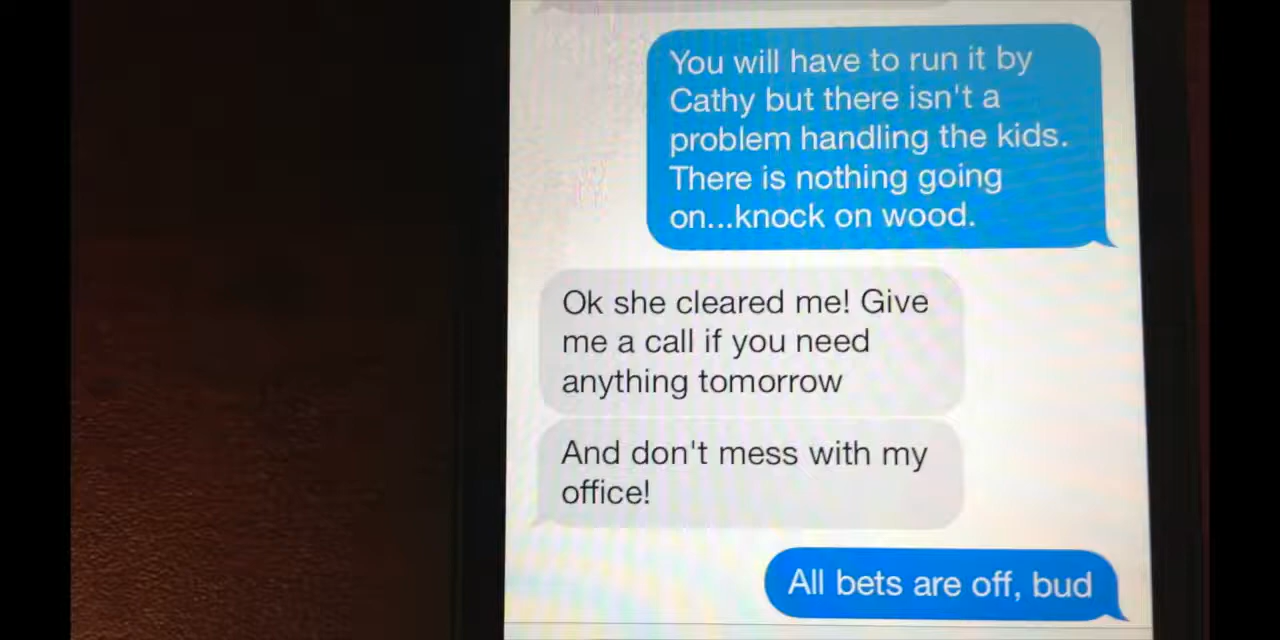 You will have to run it by
Cathy but there isn't a
problem handling the kids.
There is nothing going
on...knock on wood.
Ok she cleared me! Give
me a call if you need
anything tomorrow
And don't mess with my
office!
All bets are off, bud